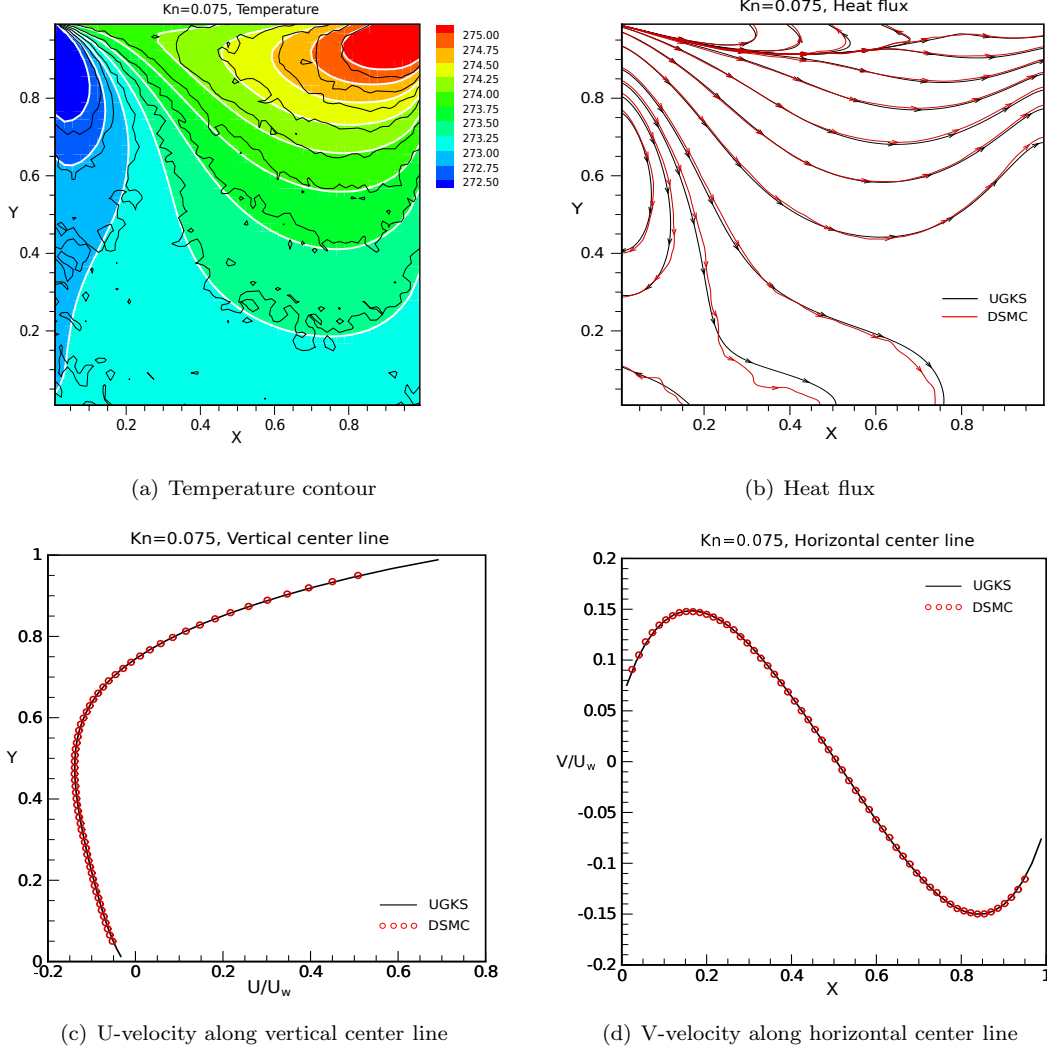 Kn=0.075, Temperature
275.00
274.75
274.50
274.25
274.00
273.75
273.50
273.25
273.00
272.75
272.50
0.8
0.6
Y
0.4
0.2
0.2
0.4
0.6
0.8
X
(a) Temperature contour
Kn=0.075, Heat flux
0.8
0.6
Y
0.4
0.2
UGKS
DSMC
0.2
0.4
0.6
0.8
X
(b) Heat flux
Kn=0.075, Vertical center line
1
0.8
0.6
Y
0.4
0.2
0
UGKS
DSMC
-0.2
0
0.2
0.4
0.6
0.8
U/Uw
(c) U-velocity along vertical center line
Kn=0.075, Horizontal center line
0.2
0.15
0.1
0.05
V/Uw
0
-0.05
-0.1
-0.15
-0.2
UGKS
DSMC
0
0.2
0.4
0.6
0.8
1
X
(d) V-velocity along horizontal center line